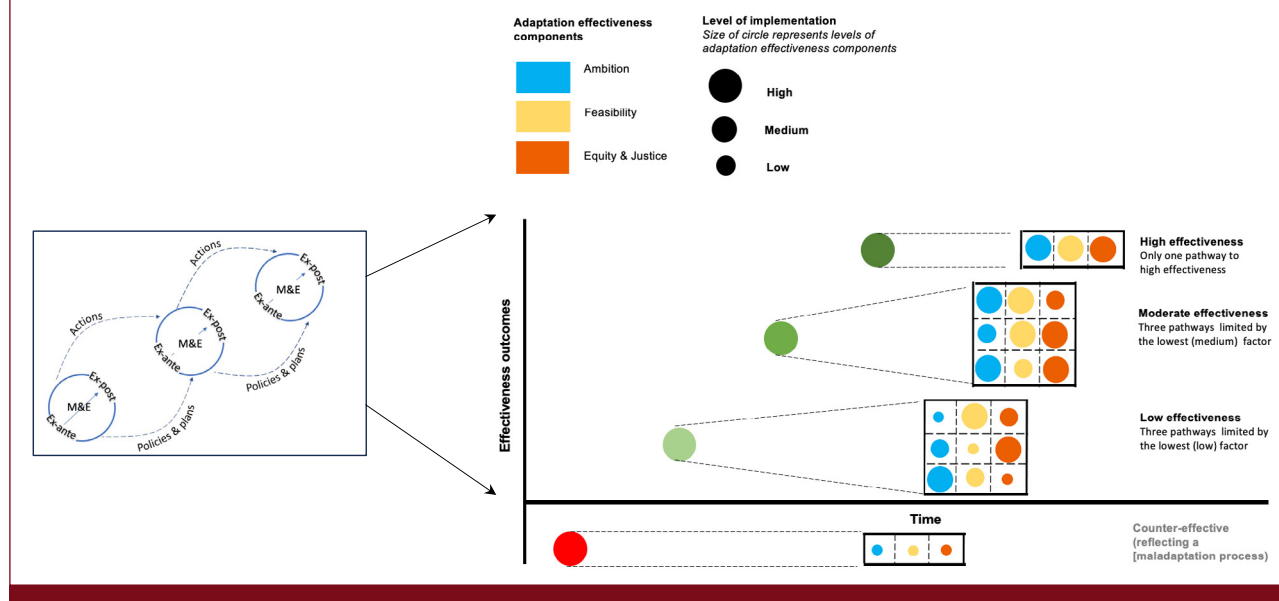 Adaptation effectiveness
components
Ambition
Feasibility
Equity & Justice
Level of implementation
Size of circle represents levels of
adaptation effectiveness components
High
Medium
Low
Actions
Ex-post
M&E
Ex-ante
Policies & plans
Actions
Ex-post
M&E
Ex-ante
Policies & plans
Ex-post
M&E
Ex-ante
Effectiveness outcomes
High effectiveness
Only one pathway to
high effectiveness
Moderate effectiveness
Three pathways limited by
the lowest (medium) factor
Low effectiveness
Three pathways limited by
the lowest (low) factor
Time
Counter-effective
(reflecting a
[maladaptation process)